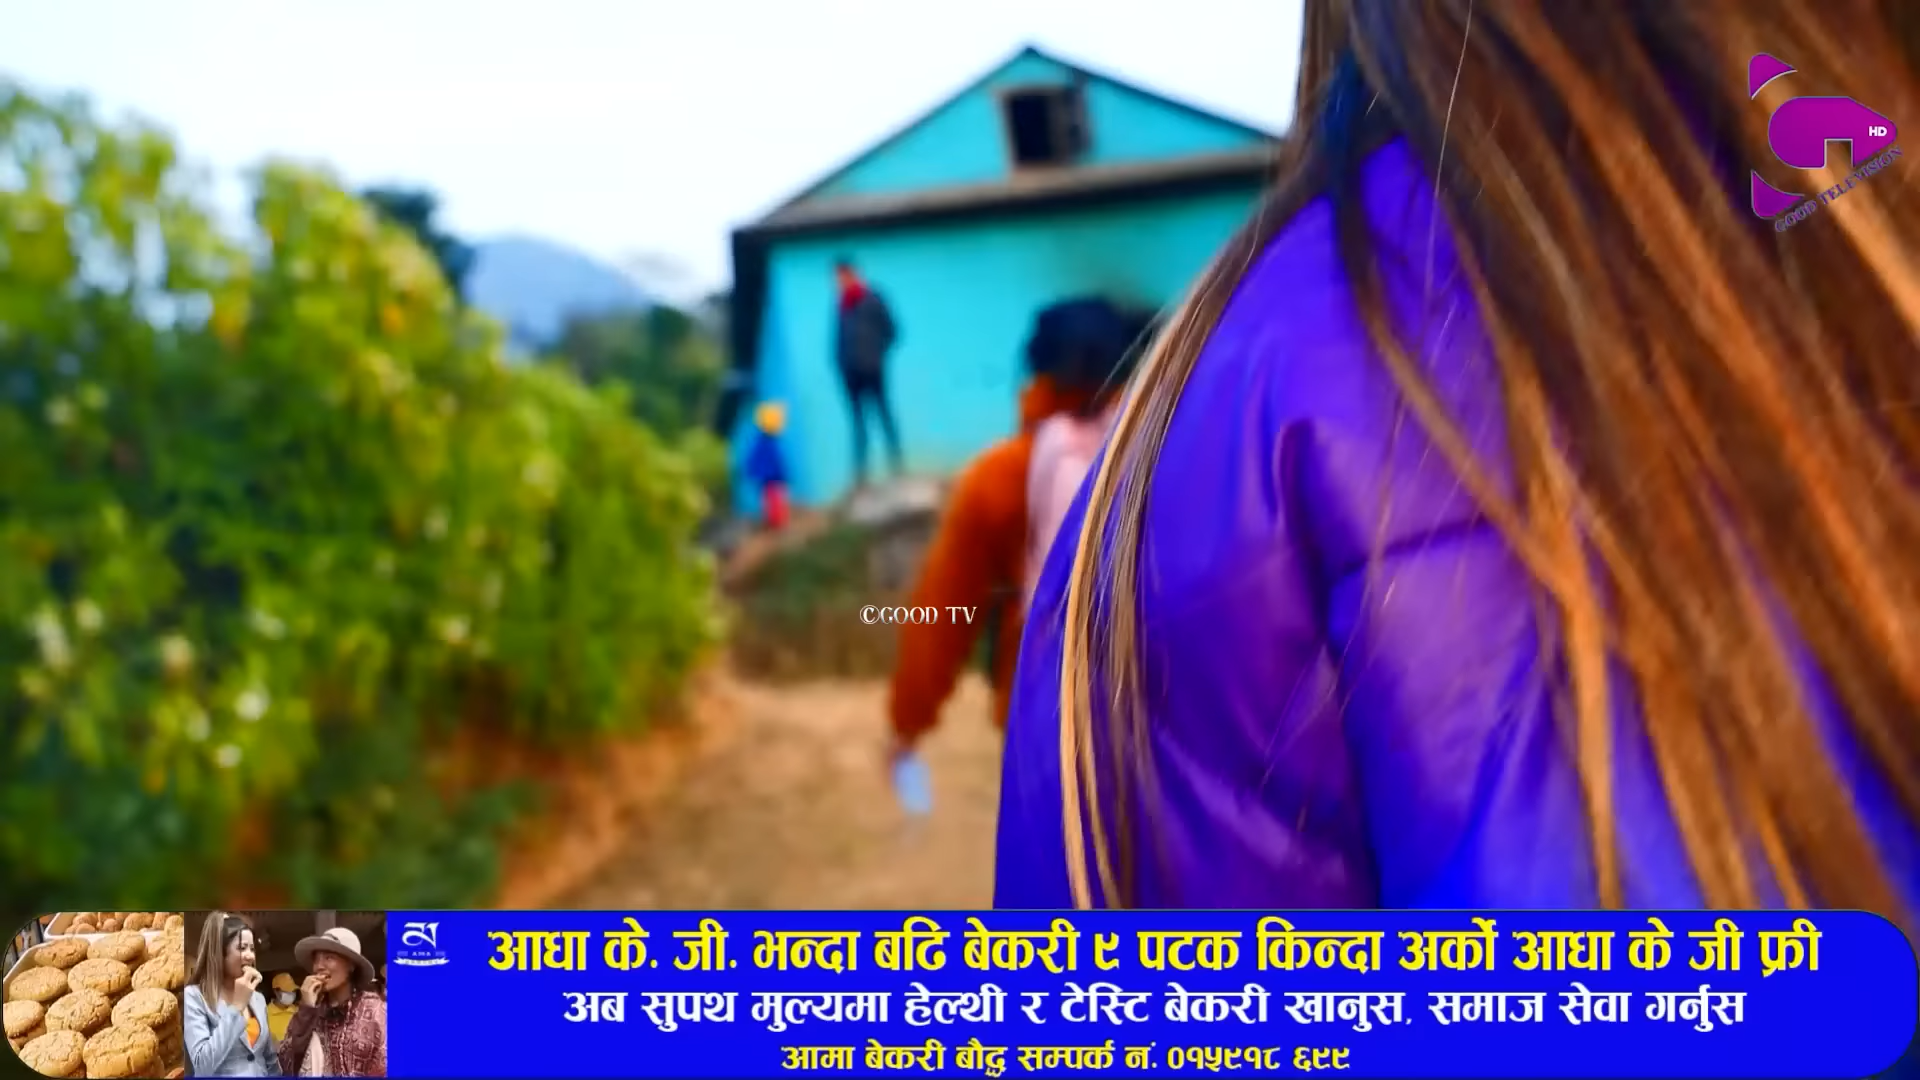 HD
GOOD TELEVISION
©GOOD TV
AMA
आधा के. जी. भन्दा बढि बेकरी ९ पटक किन्दा अर्को आधा के जी फ्री
अब सुपथ मुल्यमा हेल्थी र टेस्टि बेकरी खानुस, समाज सेवा गर्नुस
आमा बेकरी बौद्ध सम्पर्क नं. ०१५९१८ ६९९